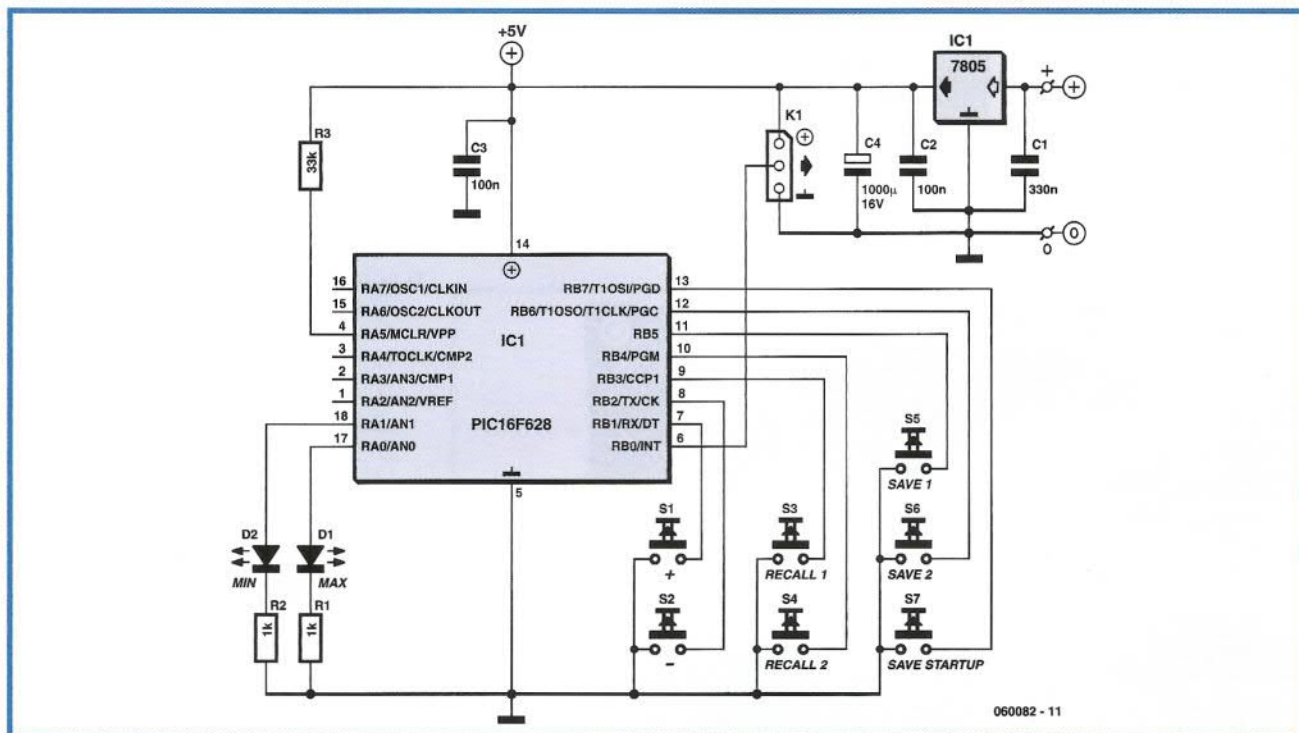 +5V
IC1
7805
+
0
K1
R3
33k
C3
100n
C4
1000µ
16V
C2
100n
C1
330n
14
16 RA7/OSC1/CLKIN
15 RA6/OSC2/CLKOUT
4 RA5/MCLR/VPP
3 RA4/TOCLK/CMP2
2 RA3/AN3/CMP1
1 RA2/AN2/VREF
18 RA1/AN1
17 RA0/AN0
IC1
PIC16F628
RB7/T1OSI/PGD 13
RB6/T1OSO/T1CLK/PGC 12
RB5 11
RB4/PGM 10
RB3/CCP1 9
RB2/TX/CK 8
RB1/RX/DT 7
RB0/INT 6
5
D2
MIN
D1
MAX
R2
1k
R1
1k
S1
+
S2
–
S3
RECALL 1
S4
RECALL 2
S5
SAVE 1
S6
SAVE 2
S7
SAVE STARTUP
060082 - 11